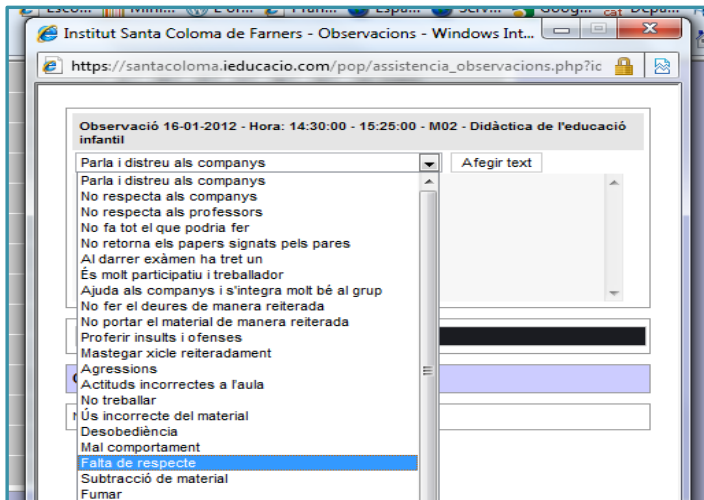 Institut Santa Coloma de Farners - Observacions - Windows Int...
https://santacoloma.ieducacio.com/pop/assistencia_observacions.php?ic
Observació 16-01-2012 - Hora: 14:30:00 - 15:25:00 - M02 - Didàctica de l'educació
infantil
Parla i distreu als companys
Afegir text
Parla i distreu als companys
No respecta als companys
No respecta als professors
No fa tot el que podria fer
No retorna els papers signats pels pares
Al darrer exàmen ha tret un
És molt participatiu i treballador
Ajuda als companys i s'integra molt bé al grup
No fer el deures de manera reiterada
No portar el material de manera reiterada
Proferir insults i ofenses
Mastegar xicle reiteradament
Agressions
Actituds incorrectes a l'aula
No treballar
Ús incorrecte del material
Desobediència
Mal comportament
Falta de respecte
Subtracció de material
Fumar